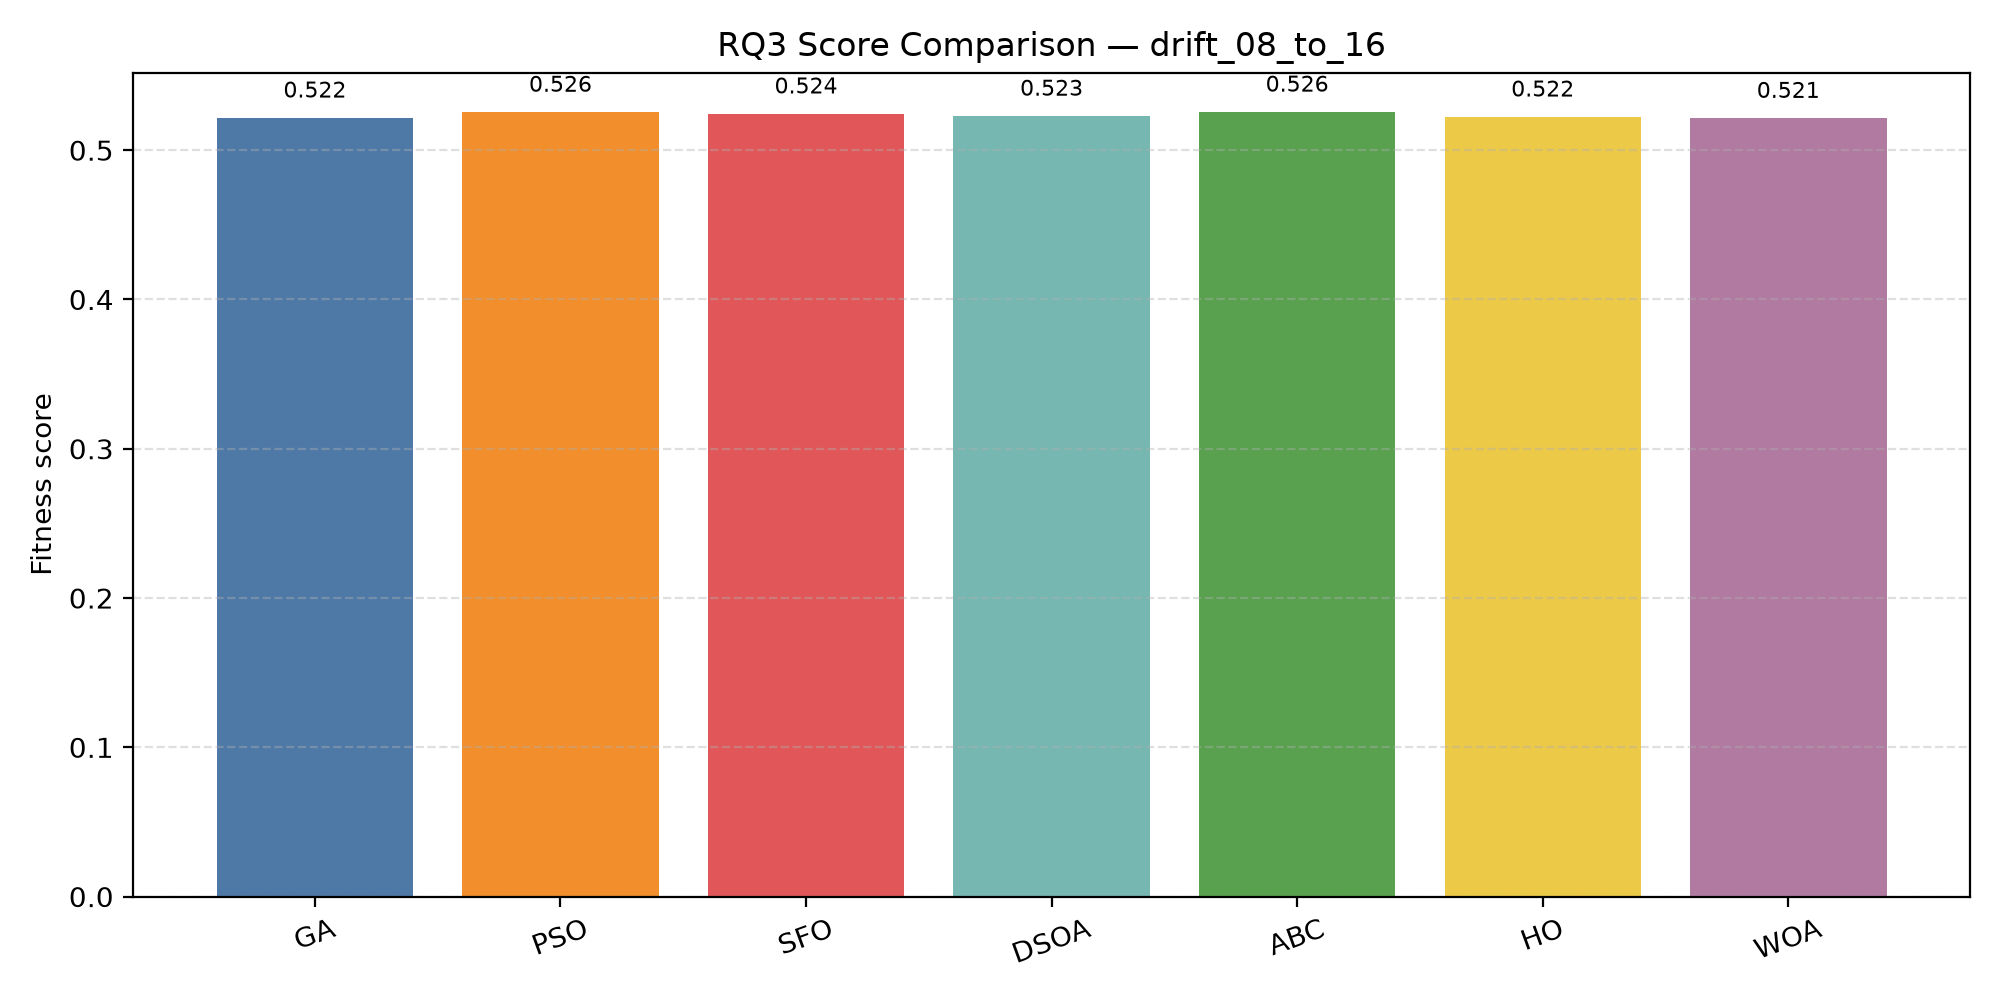 RQ3 Score Comparison — drift_08_to_16
0.522
0.526
0.524
0.523
0.526
0.522
0.521
Fitness score
0.5
0.4
0.3
0.2
0.1
0.0
GA
PSO
SFO
DSOA
ABC
HO
WOA